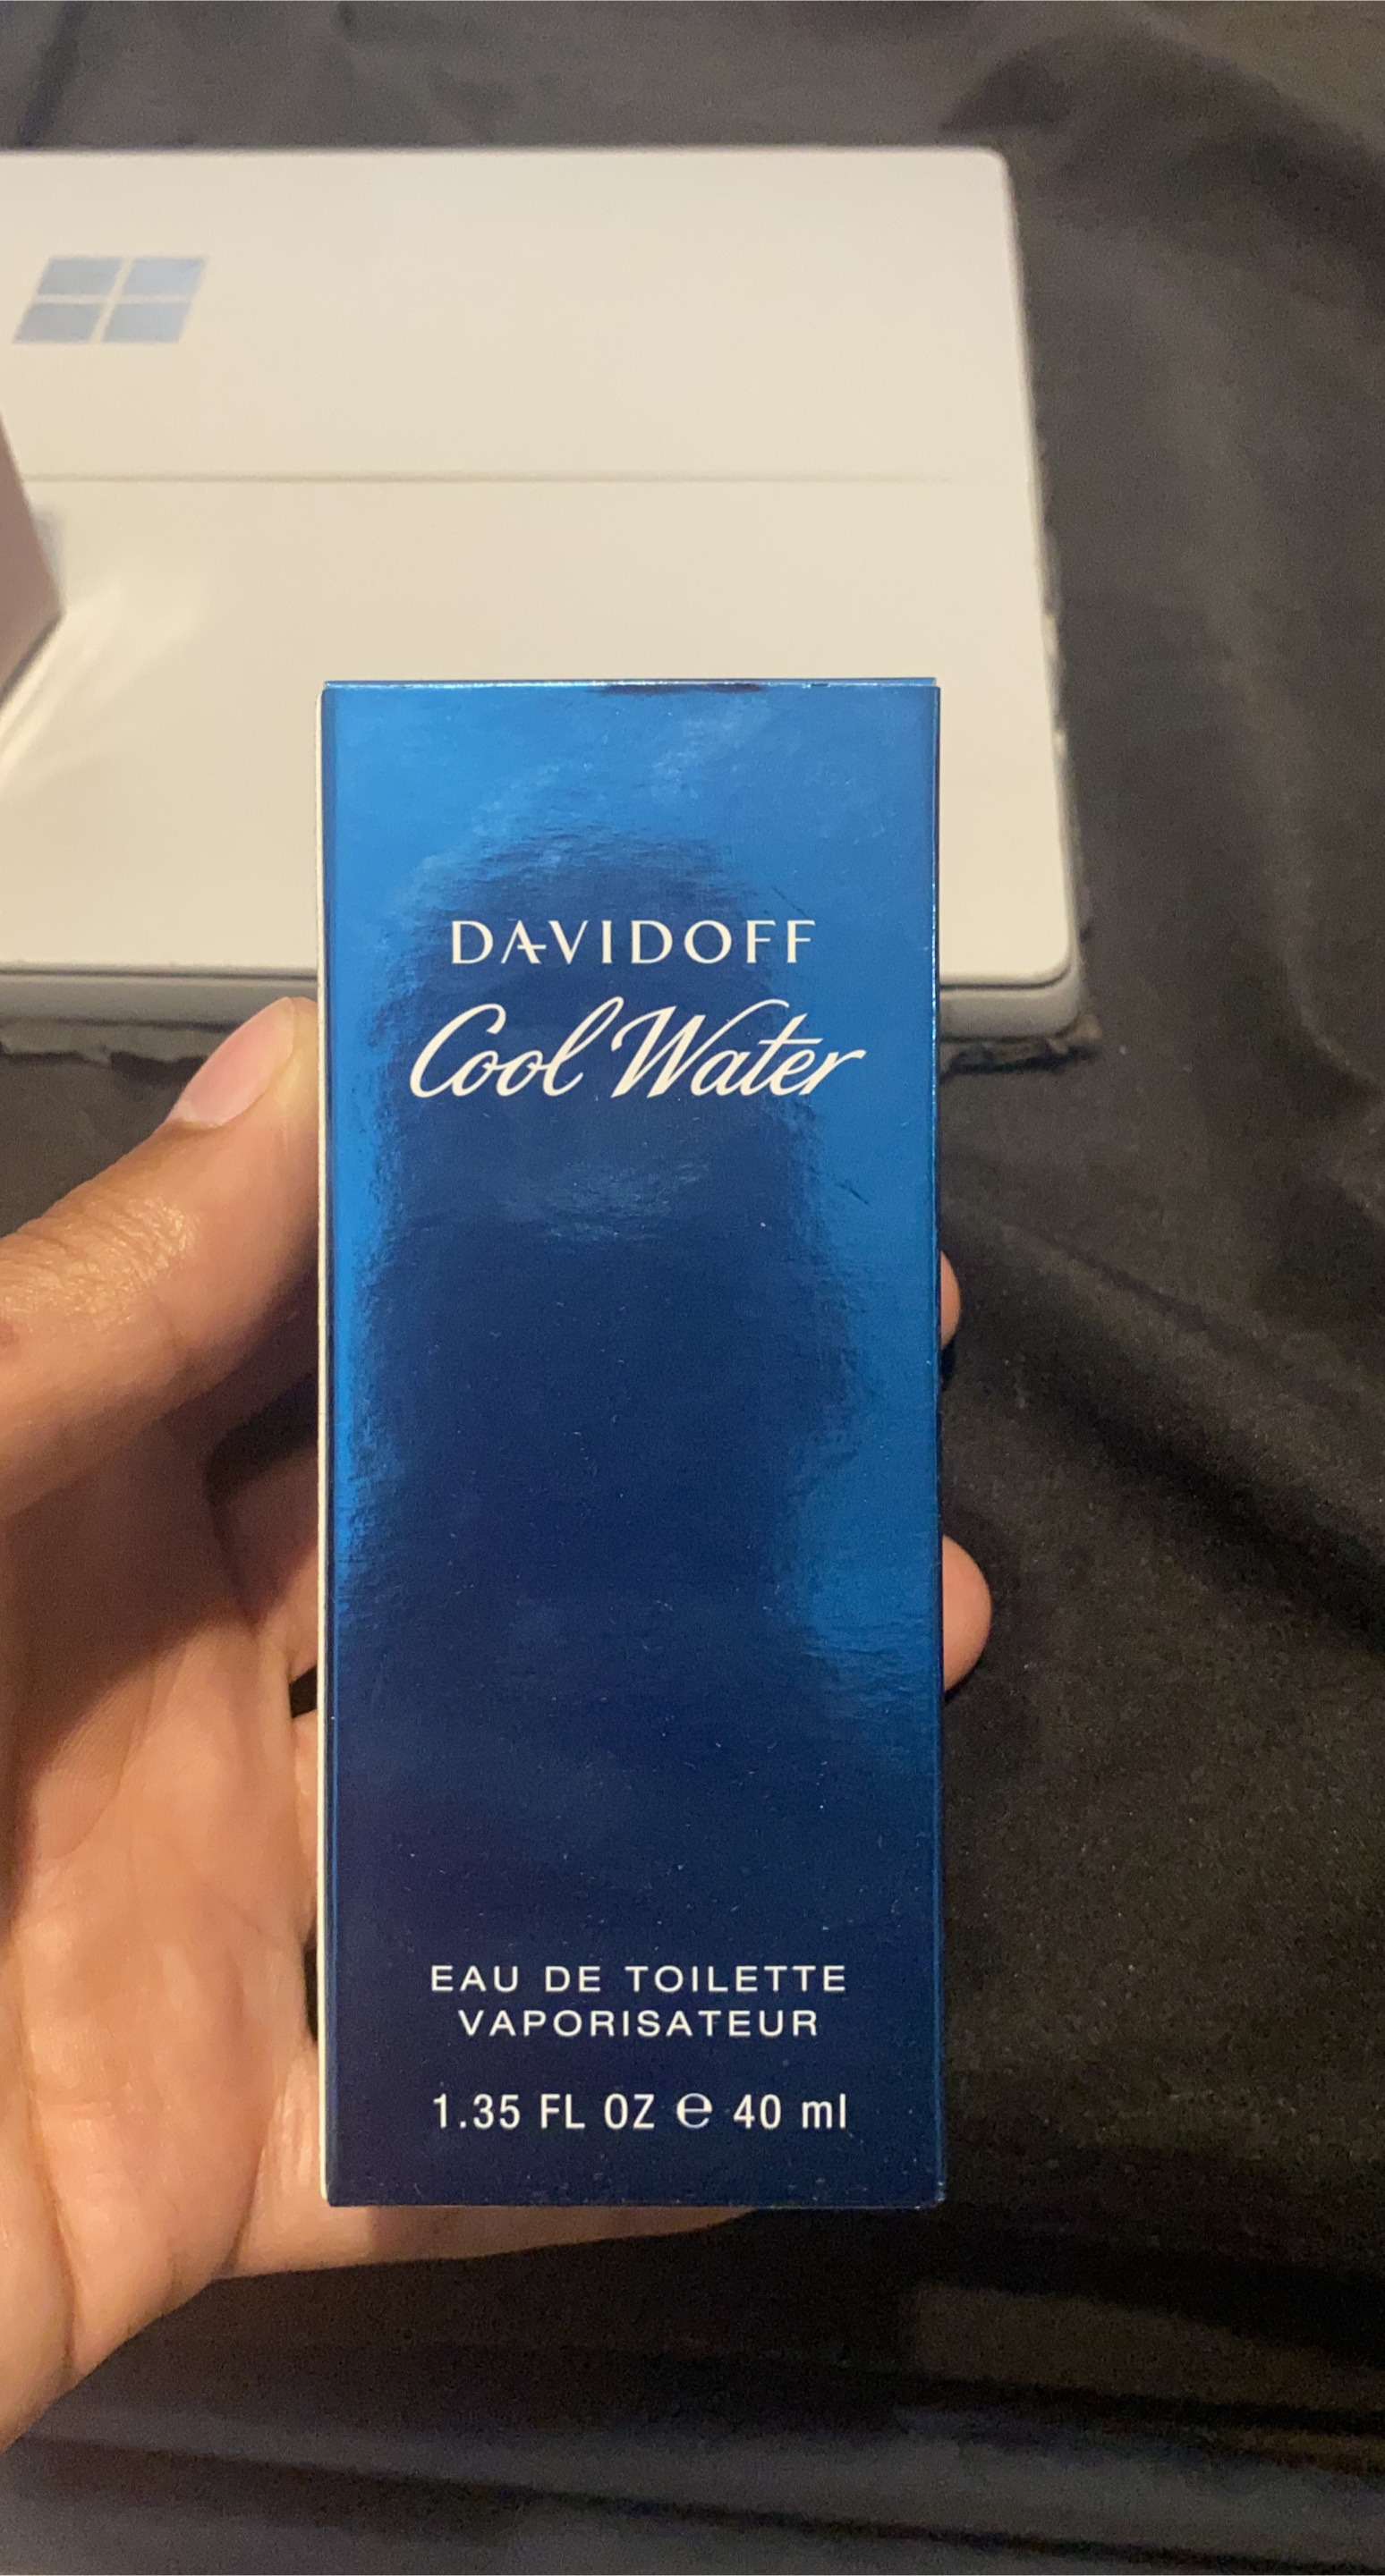 DAVIDOFF
Cool Water
EAU DE TOILETTE
VAPORISATEUR
1.35 FL OZ ℮ 40 ml